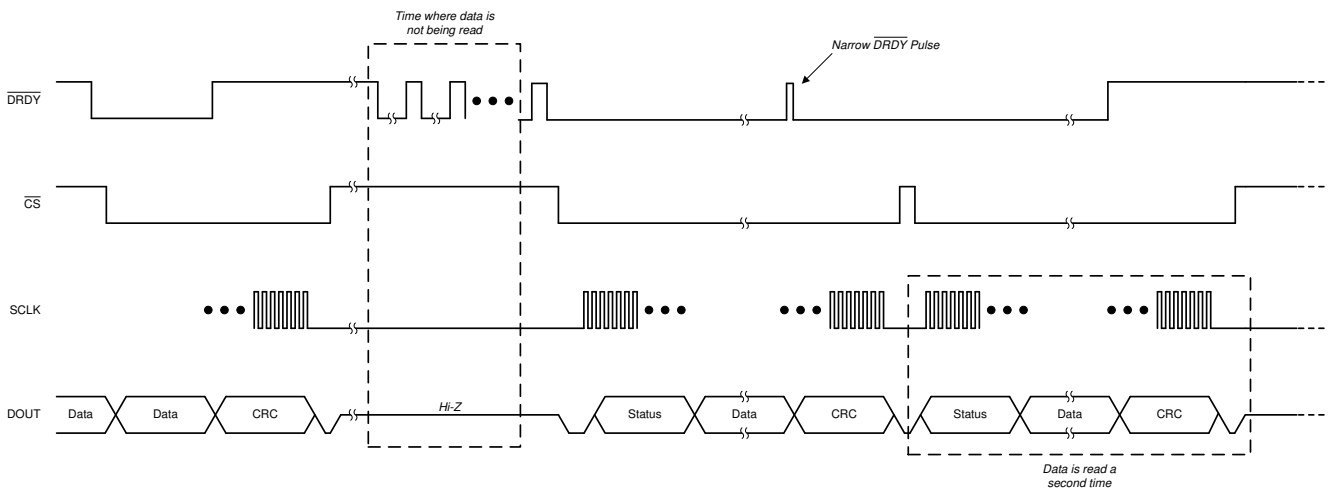 Time where data is
not being read
Narrow DRDY Pulse
DRDY
CS
SCLK
DOUT
Data
Data
CRC
Hi-Z
Status
Data
CRC
Status
Data
CRC
Data is read a
second time